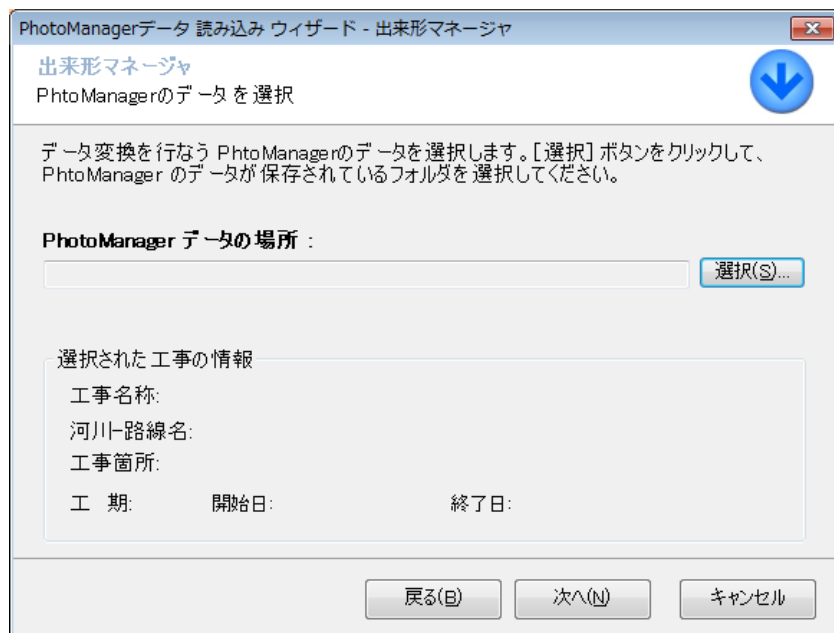 PhotoManagerデータ 読み込み ウィザード - 出来形マネージャ
出来形マネージャ
PhtoManagerのデータを選択
データ変換を行なう PhtoManagerのデータを選択します。[選択] ボタンをクリックして、
PhtoManager のデータが保存されているフォルダを選択してください。
PhotoManager データの場所 :
選択(S)...
選択された工事の情報
工事名称:
河川-路線名:
工事箇所:
工 期: 開始日: 終了日:
戻る(B) 次へ(N) キャンセル